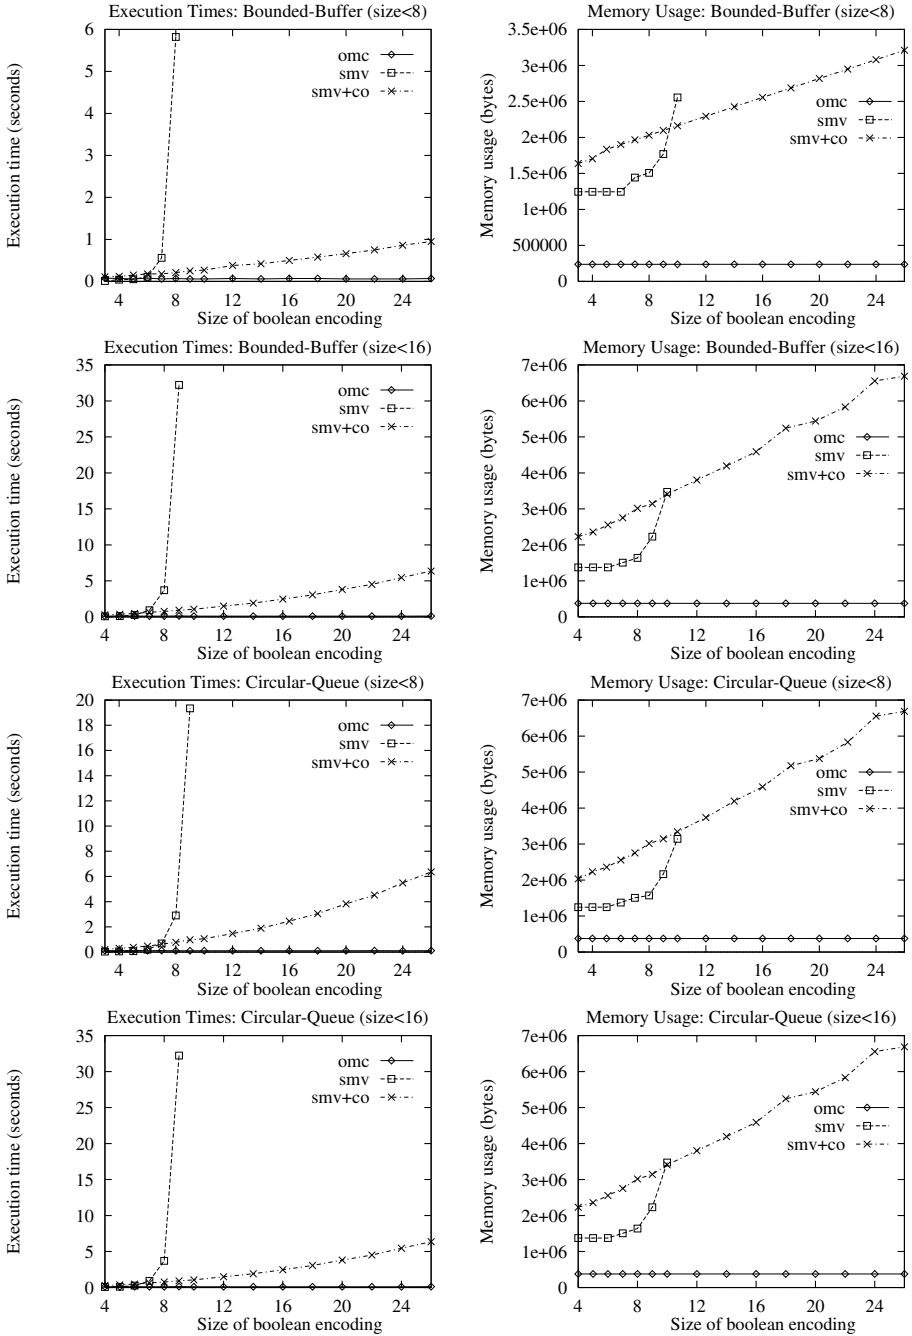 Execution Times: Bounded-Buffer (size<8)
Execution time (seconds)
6
5
4
3
2
1
0
omc
smv
smv+co
4 8 12 16 20 24
Size of boolean encoding
Memory Usage: Bounded-Buffer (size<8)
Memory usage (bytes)
3.5e+06
3e+06
2.5e+06
2e+06
1.5e+06
1e+06
500000
0
omc
smv
smv+co
4 8 12 16 20 24
Size of boolean encoding
Execution Times: Bounded-Buffer (size<16)
Execution time (seconds)
35
30
25
20
15
10
5
0
omc
smv
smv+co
4 8 12 16 20 24
Size of boolean encoding
Memory Usage: Bounded-Buffer (size<16)
Memory usage (bytes)
7e+06
6e+06
5e+06
4e+06
3e+06
2e+06
1e+06
0
omc
smv
smv+co
4 8 12 16 20 24
Size of boolean encoding
Execution Times: Circular-Queue (size<8)
Execution time (seconds)
20
18
16
14
12
10
8
6
4
2
0
omc
smv
smv+co
4 8 12 16 20 24
Size of boolean encoding
Memory Usage: Circular-Queue (size<8)
Memory usage (bytes)
7e+06
6e+06
5e+06
4e+06
3e+06
2e+06
1e+06
0
omc
smv
smv+co
4 8 12 16 20 24
Size of boolean encoding
Execution Times: Circular-Queue (size<16)
Execution time (seconds)
35
30
25
20
15
10
5
0
omc
smv
smv+co
4 8 12 16 20 24
Size of boolean encoding
Memory Usage: Circular-Queue (size<16)
Memory usage (bytes)
7e+06
6e+06
5e+06
4e+06
3e+06
2e+06
1e+06
0
omc
smv
smv+co
4 8 12 16 20 24
Size of boolean encoding